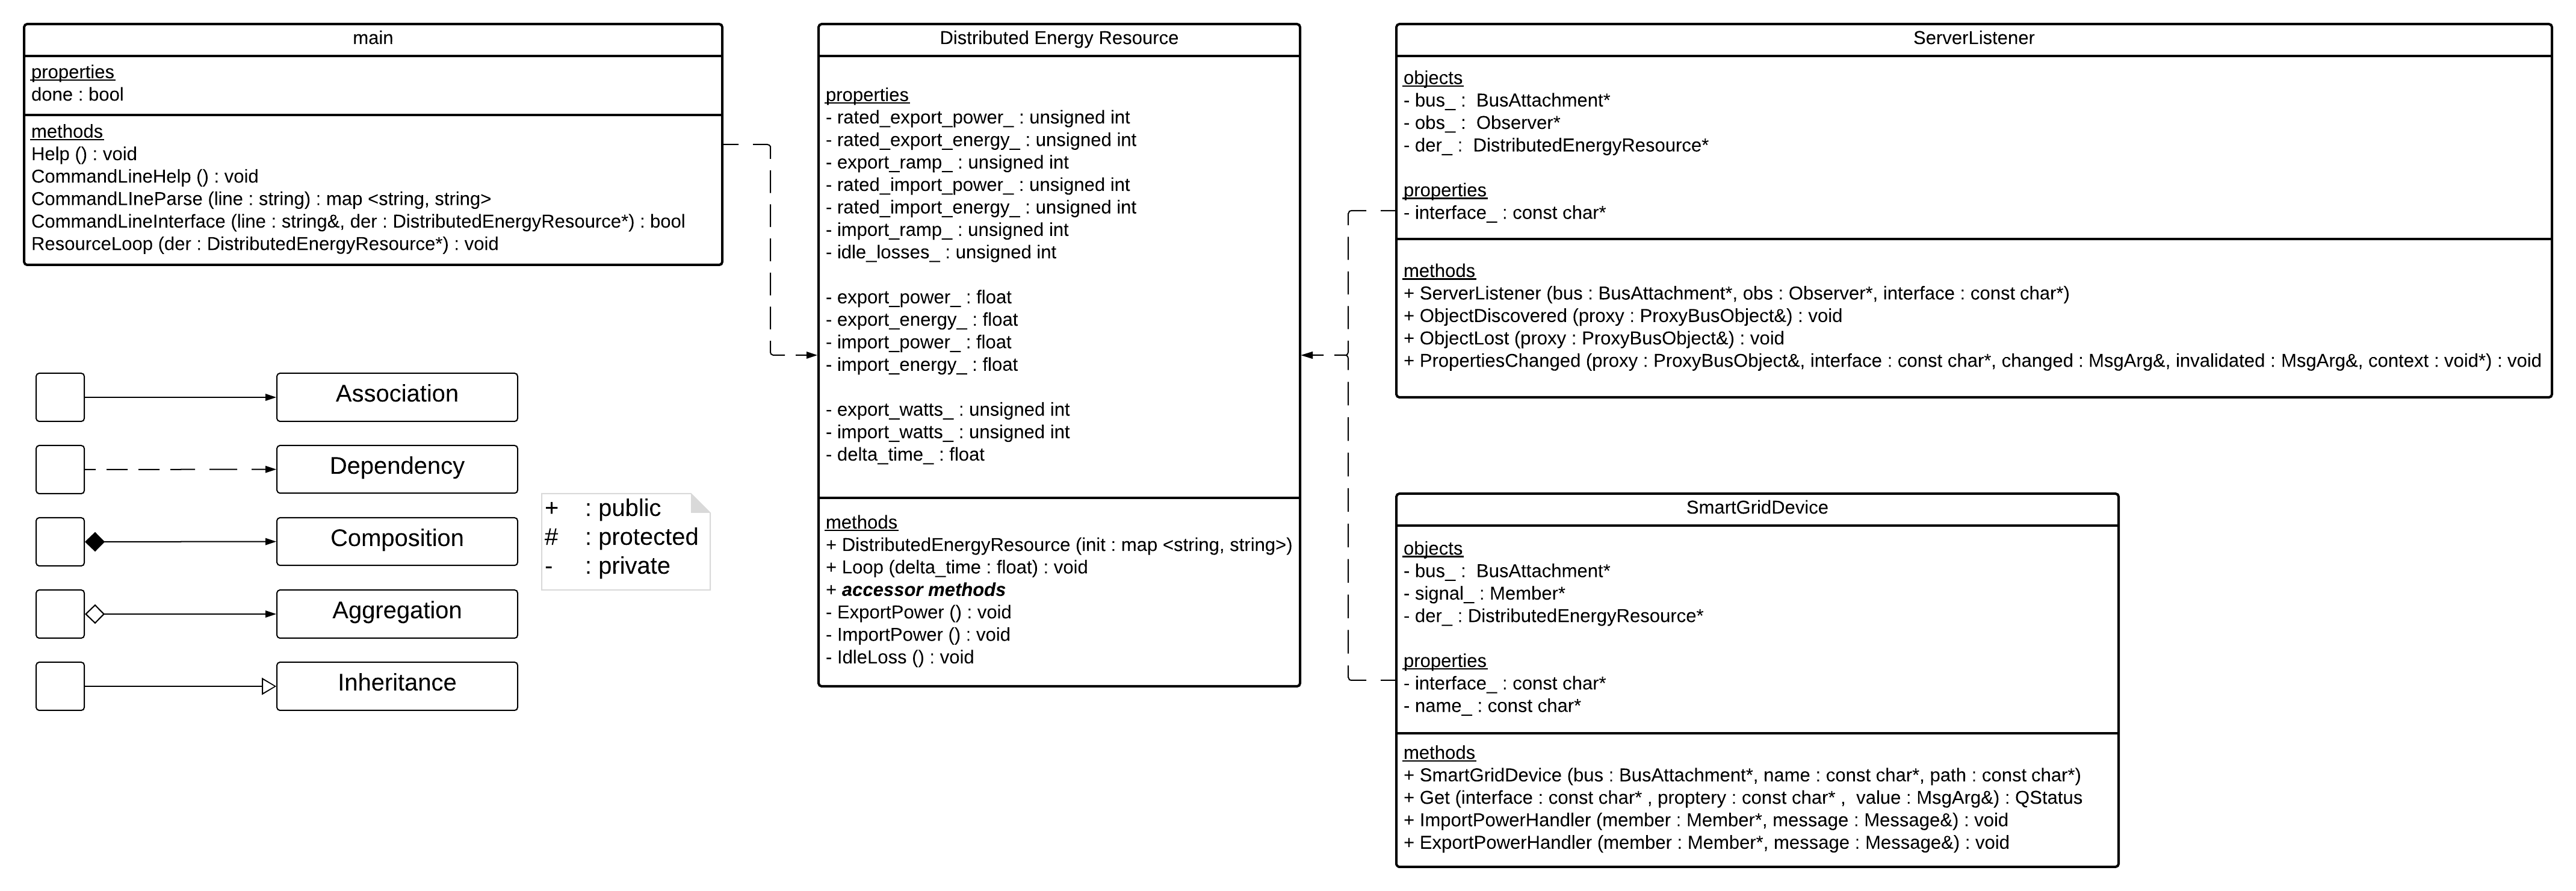 main
properties
done : bool
methods
Help () : void
CommandLineHelp () : void
CommandLIneParse (line : string) : map <string, string>
CommandLineInterface (line : string&, der : DistributedEnergyResource*) : bool
ResourceLoop (der : DistributedEnergyResource*) : void
Association
Dependency
Composition
Aggregation
Inheritance
+ : public
# : protected
- : private
Distributed Energy Resource
properties
- rated_export_power_ : unsigned int
- rated_export_energy_ : unsigned int
- export_ramp_ : unsigned int
- rated_import_power_ : unsigned int
- rated_import_energy_ : unsigned int
- import_ramp_ : unsigned int
- idle_losses_ : unsigned int
- export_power_ : float
- export_energy_ : float
- import_power_ : float
- import_energy_ : float
- export_watts_ : unsigned int
- import_watts_ : unsigned int
- delta_time_ : float
methods
+ DistributedEnergyResource (init : map <string, string>)
+ Loop (delta_time : float) : void
+ accessor methods
- ExportPower () : void
- ImportPower () : void
- IdleLoss () : void
ServerListener
objects
- bus_ : BusAttachment*
- obs_ : Observer*
- der_ : DistributedEnergyResource*
properties
- interface_ : const char*
methods
+ ServerListener (bus : BusAttachment*, obs : Observer*, interface : const char*)
+ ObjectDiscovered (proxy : ProxyBusObject&) : void
+ ObjectLost (proxy : ProxyBusObject&) : void
+ PropertiesChanged (proxy : ProxyBusObject&, interface : const char*, changed : MsgArg&, invalidated : MsgArg&, context : void*) : void
SmartGridDevice
objects
- bus_ : BusAttachment*
- signal_ : Member*
- der_ : DistributedEnergyResource*
properties
- interface_ : const char*
- name_ : const char*
methods
+ SmartGridDevice (bus : BusAttachment*, name : const char*, path : const char*)
+ Get (interface : const char* , proptery : const char* , value : MsgArg&) : QStatus
+ ImportPowerHandler (member : Member*, message : Message&) : void
+ ExportPowerHandler (member : Member*, message : Message&) : void